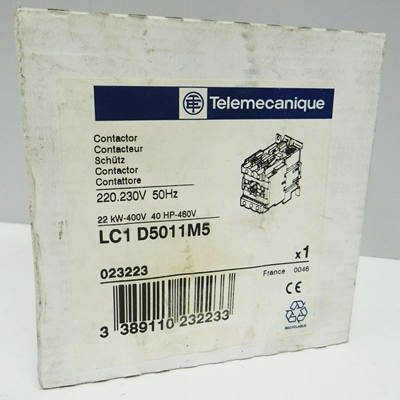 Telemecanique
Contactor
Contacteur
Schütz
Contactor
Contattore
220.230V 50Hz
22 kW-400V 40 HP-460V
LC1 D5011M5
023223
x1
France 0046
3 389110 232233
CE
RECYCLABLE